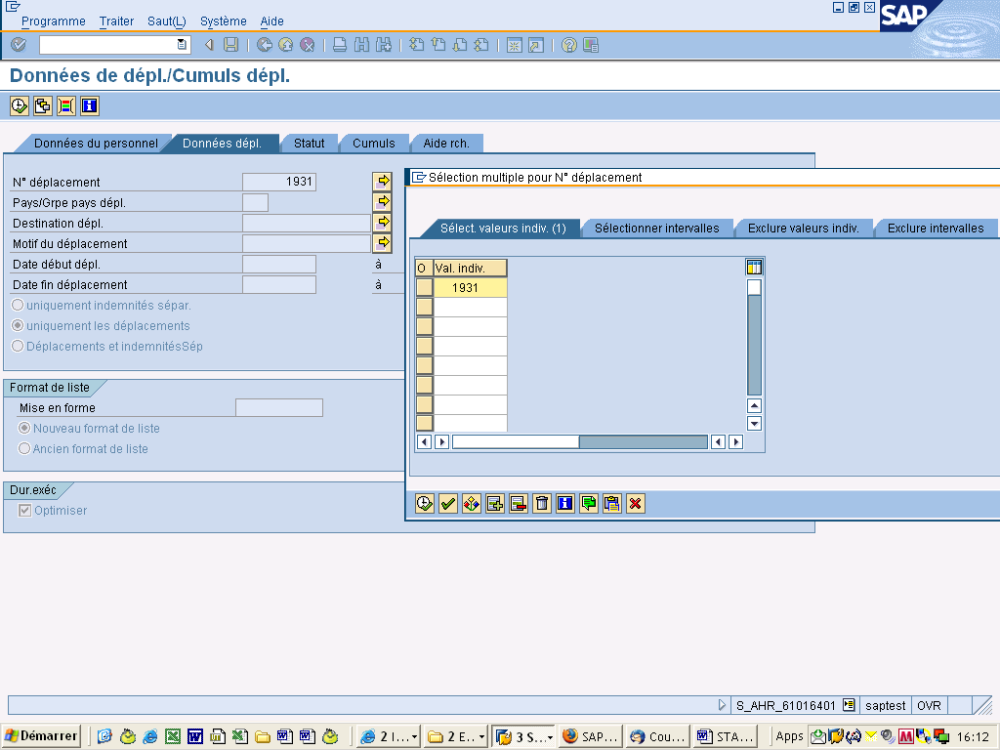 Programme Traiter Saut(L) Système Aide
SAP
Données de dépl./Cumuls dépl.
Données du personnel Données dépl. Statut Cumuls Aide rch.
N° déplacement 1931
Pays/Grpe pays dépl.
Destination dépl.
Motif du déplacement
Date début dépl. à
Date fin déplacement à
uniquement indemnités sépar.
uniquement les déplacements
Déplacements et indemnitésSép
Format de liste
Mise en forme
Nouveau format de liste
Ancien format de liste
Dur.exéc
Optimiser
Sélection multiple pour N° déplacement
Sélect. valeurs indiv. (1) Sélectionner intervalles Exclure valeurs indiv. Exclure intervalles
O Val. indiv.
1931
S_AHR_61016401 saptest OVR
Démarrer 2 I... 2 E... 3 S... SAP... Cou... STA... Apps 16:12